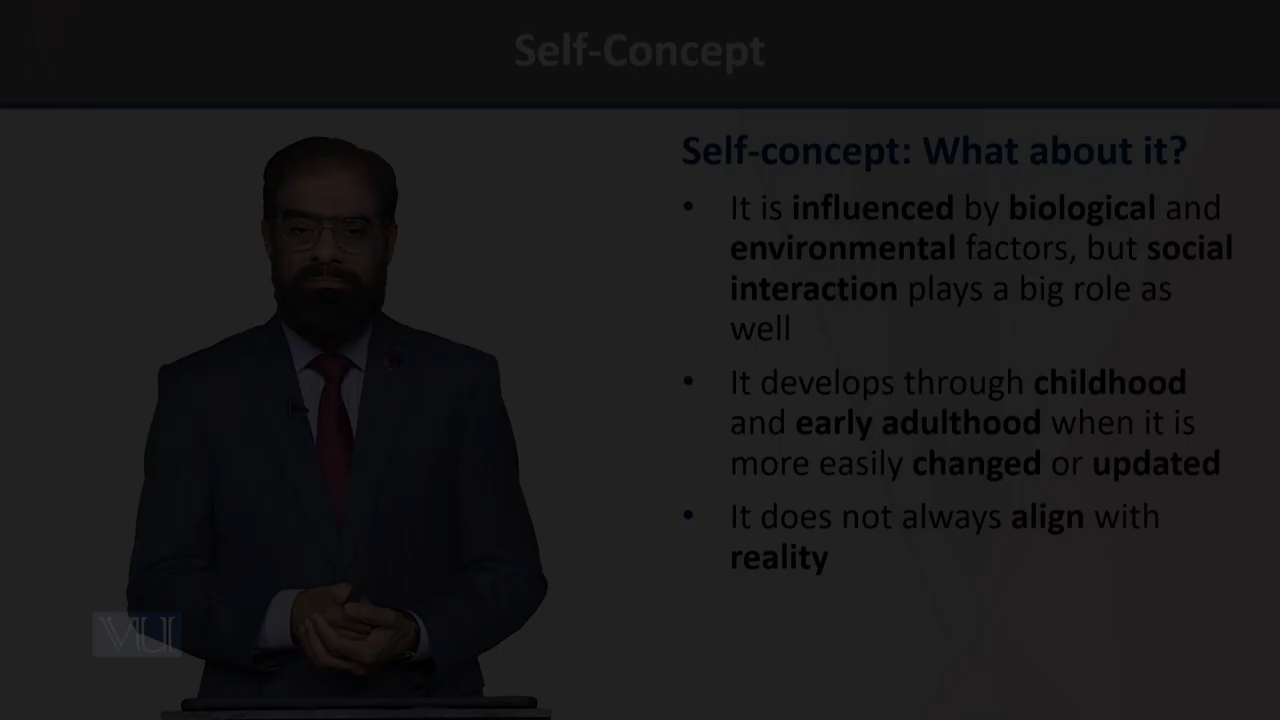 Self-Concept
Self-concept: What about it?
• It is influenced by biological and
environmental factors, but social
interaction plays a big role as
well
• It develops through childhood
and early adulthood when it is
more easily changed or updated
• It does not always align with
reality
VU